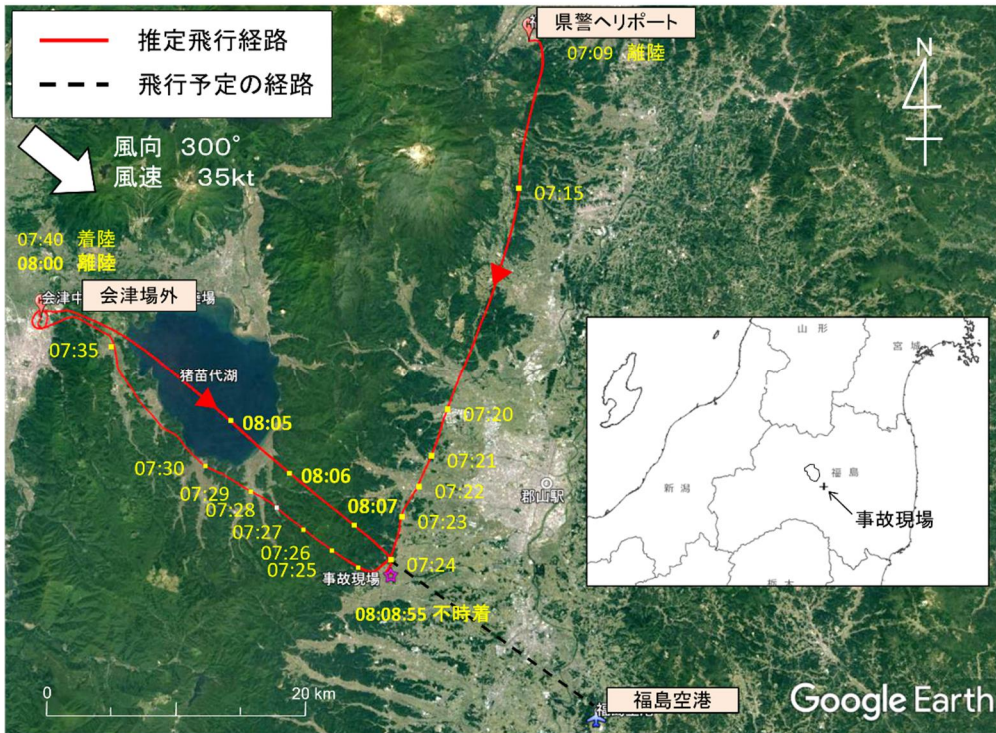 推定飛行経路
飛行予定の経路
県警ヘリポート
07:09 離陸
N
風向 300°
風速 35kt
07:15
07:40 着陸
08:00 離陸
会津場外
07:35
猪苗代湖
08:05
07:20
07:30
08:06
07:21
07:29
07:28
07:22
郡山駅
08:07
07:23
07:27
07:26
07:25
07:24
事故現場
08:08:55 不時着
山形
宮城
新潟
福島
事故現場
栃木
0
20 km
福島空港
Google Earth